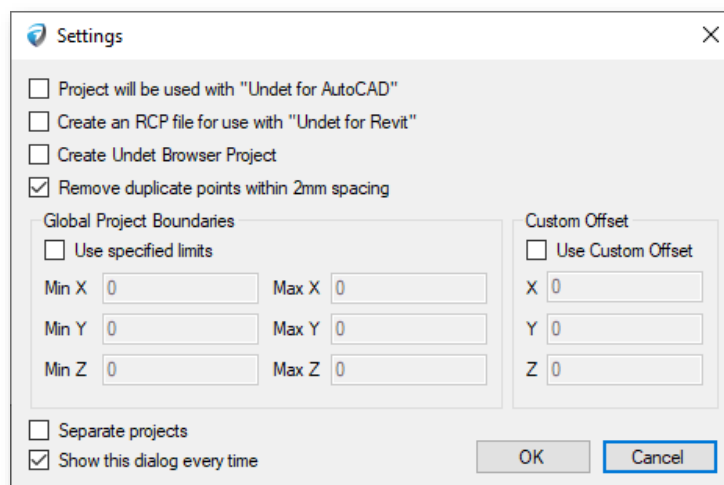 Settings
Project will be used with "Undet for AutoCAD"
Create an RCP file for use with "Undet for Revit"
Create Undet Browser Project
Remove duplicate points within 2mm spacing
Global Project Boundaries
Use specified limits
Min X 0 Max X 0
Min Y 0 Max Y 0
Min Z 0 Max Z 0
Custom Offset
Use Custom Offset
X 0
Y 0
Z 0
Separate projects
Show this dialog every time
OK Cancel